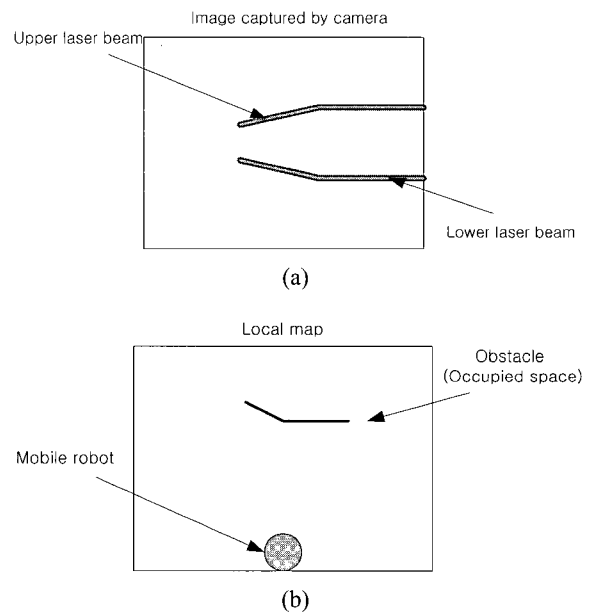 Image captured by camera
Upper laser beam
Lower laser beam
(a)
Local map
Obstacle
(Occupied space)
Mobile robot
(b)